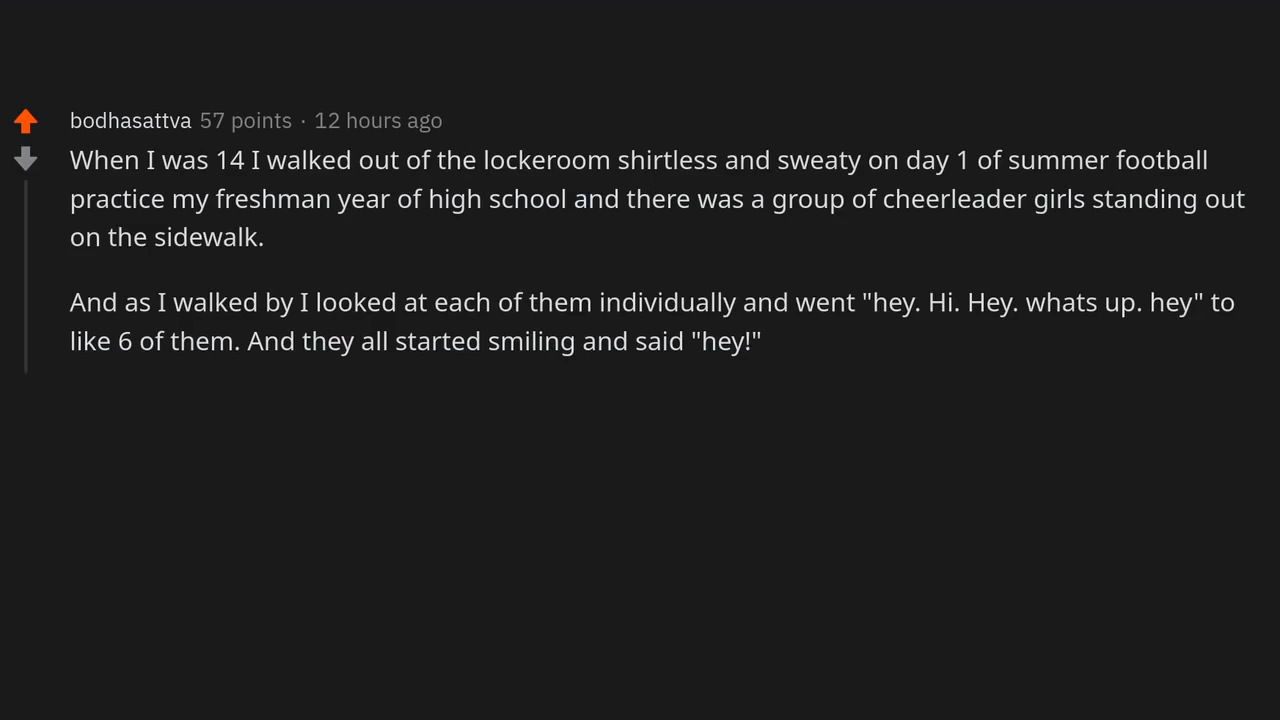 bodhasattva 57 points · 12 hours ago
When I was 14 I walked out of the lockeroom shirtless and sweaty on day 1 of summer football
practice my freshman year of high school and there was a group of cheerleader girls standing out
on the sidewalk.
And as I walked by I looked at each of them individually and went "hey. Hi. Hey. whats up. hey" to
like 6 of them. And they all started smiling and said "hey!"